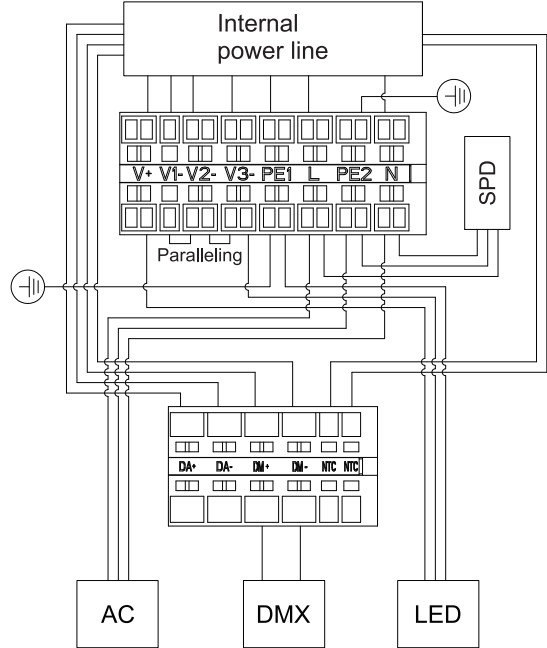 Internal
power line
V+ V1- V2- V3- PE1 L PE2 N
SPD
Paralleling
DA+ DA- DM+ DM- NTC NTC
AC
DMX
LED